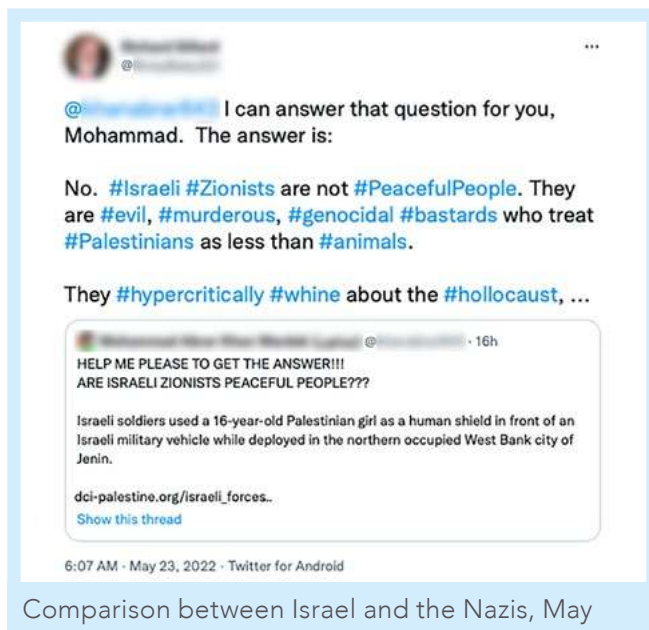 @
@ I can answer that question for you,
Mohammad. The answer is:
No. #Israeli #Zionists are not #PeacefulPeople. They
are #evil, #murderous, #genocidal #bastards who treat
#Palestinians as less than #animals.
They #hypercritically #whine about the #hollocaust, ...
@ · 16h
HELP ME PLEASE TO GET THE ANSWER!!!
ARE ISRAELI ZIONISTS PEACEFUL PEOPLE???
Israeli soldiers used a 16-year-old Palestinian girl as a human shield in front of an
Israeli military vehicle while deployed in the northern occupied West Bank city of
Jenin.
dci-palestine.org/israeli_forces..
Show this thread
6:07 AM · May 23, 2022 · Twitter for Android
Comparison between Israel and the Nazis, May